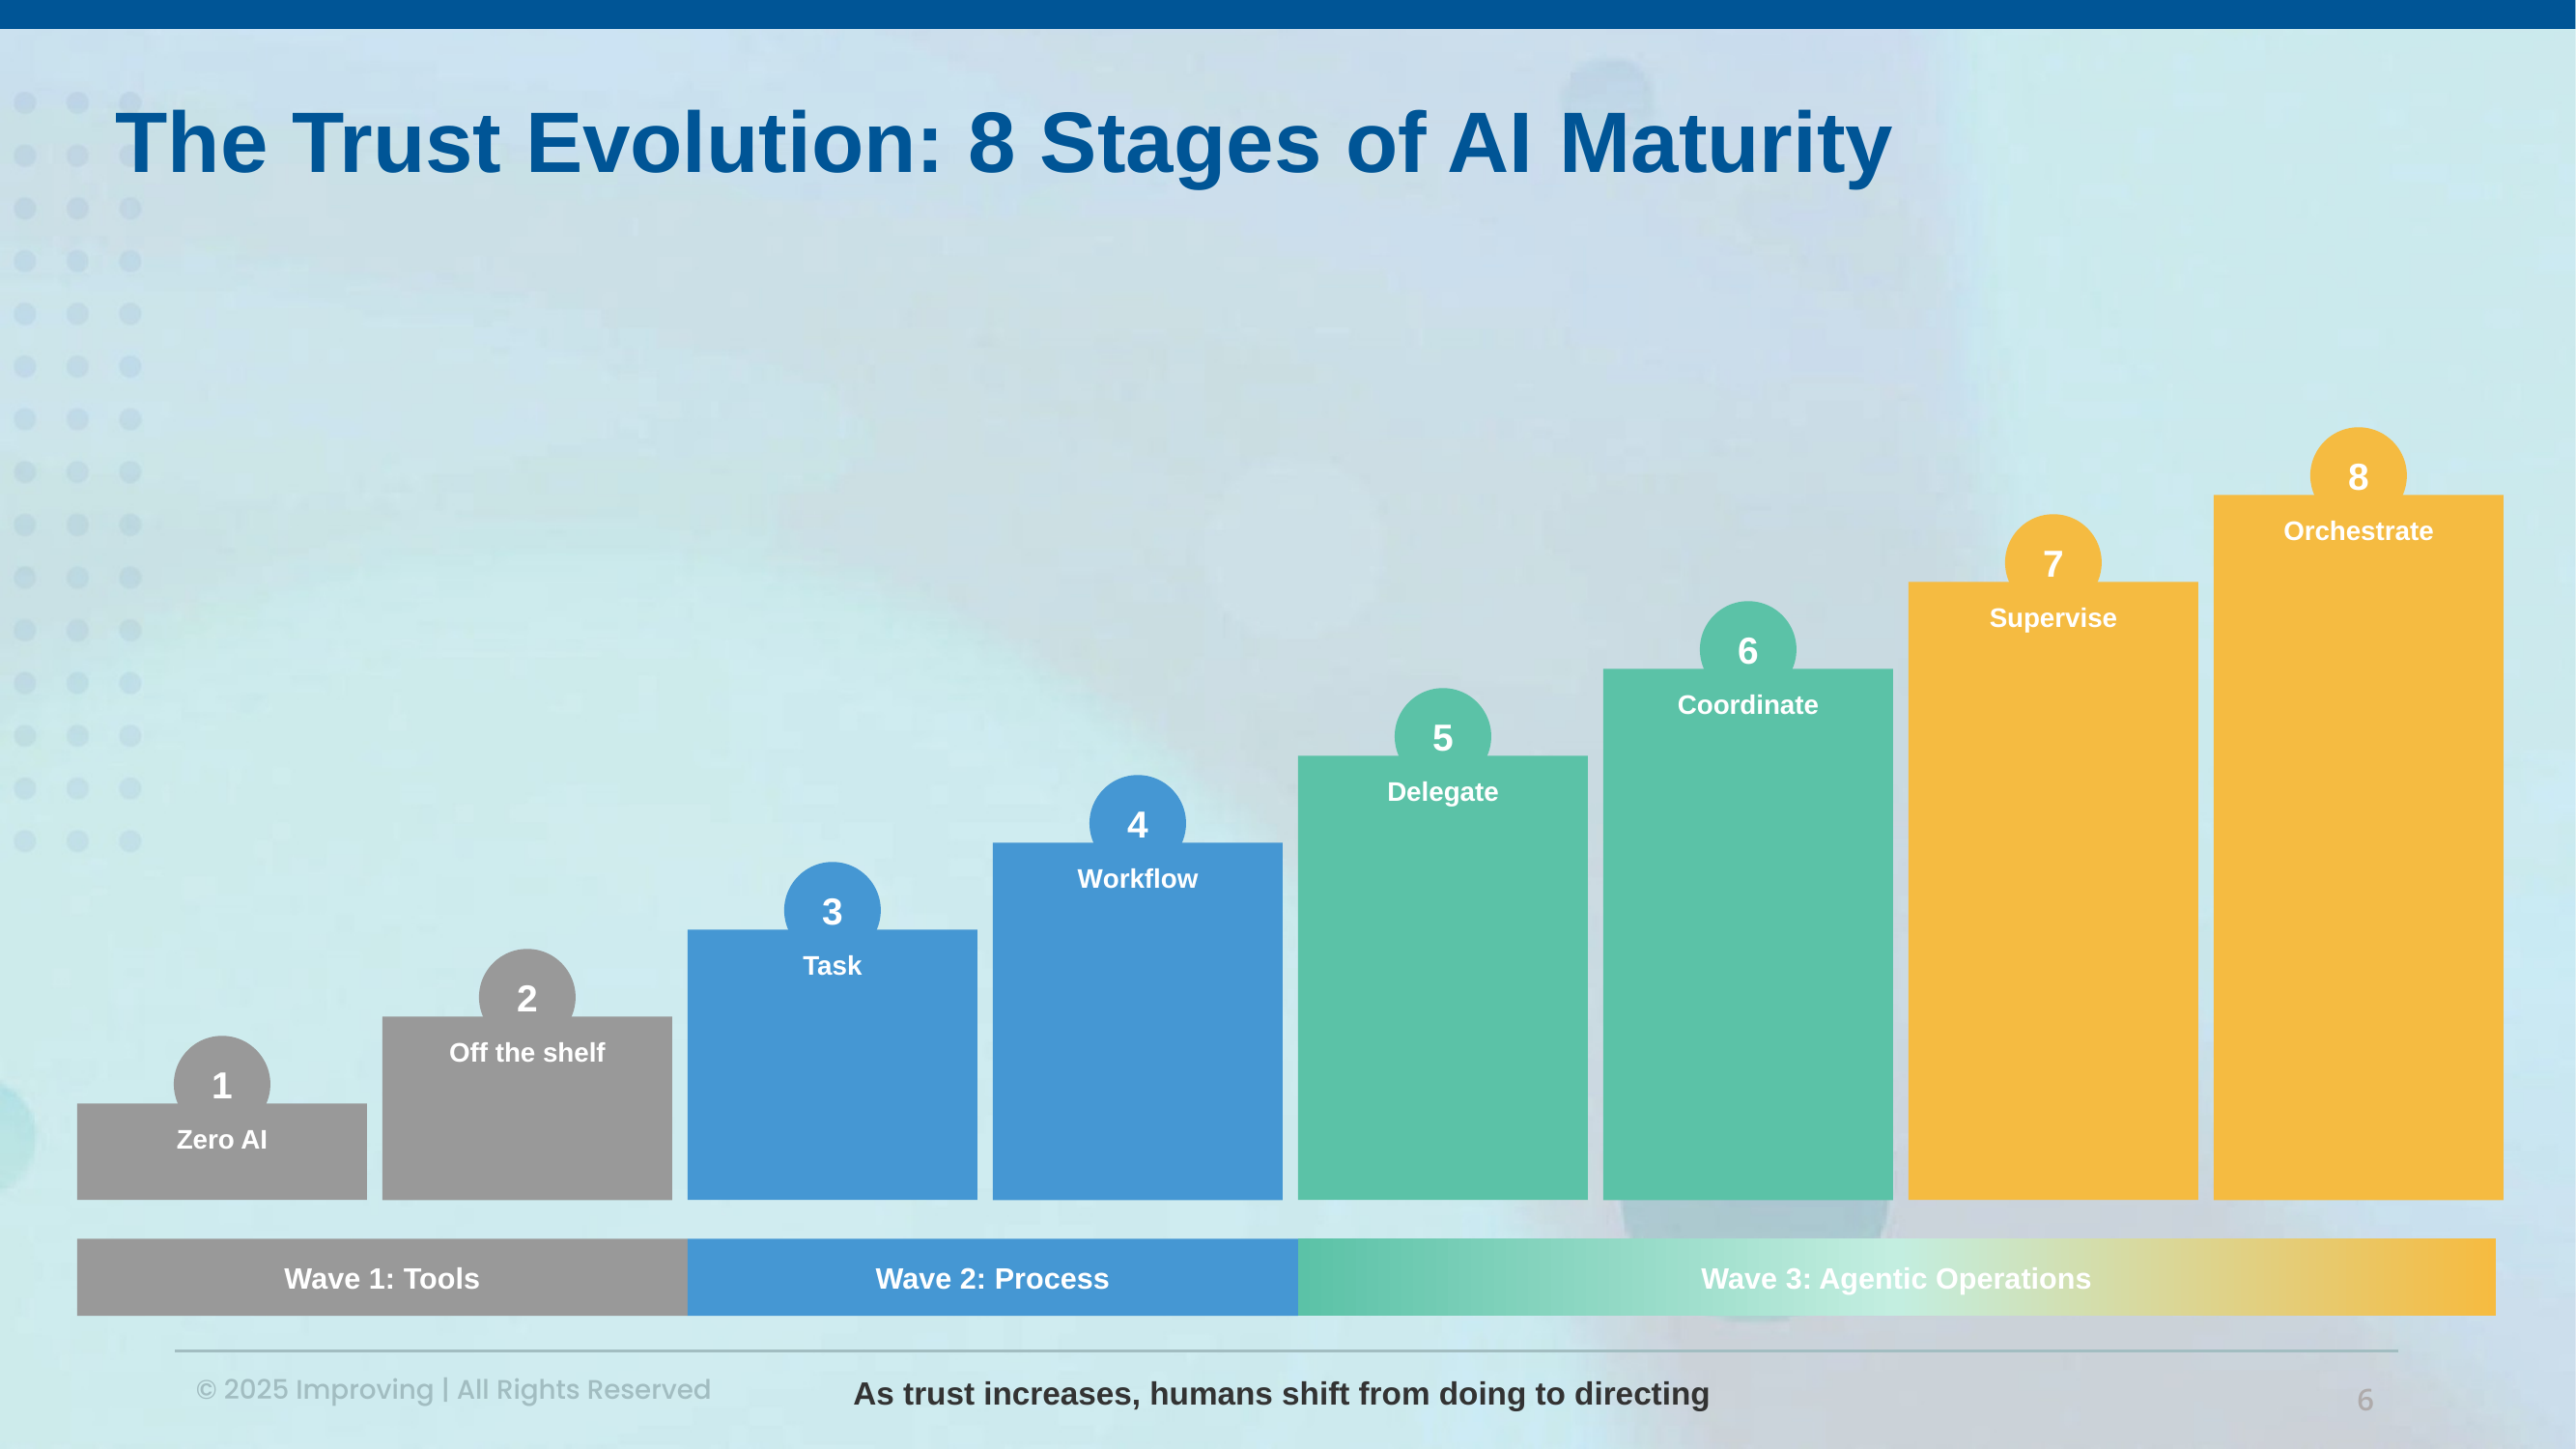 The Trust Evolution: 8 Stages of AI Maturity
1
Zero AI
2
Off the shelf
3
Task
4
Workflow
5
Delegate
6
Coordinate
7
Supervise
8
Orchestrate
Wave 1: Tools
Wave 2: Process
Wave 3: Agentic Operations
© 2025 Improving | All Rights Reserved
As trust increases, humans shift from doing to directing
6